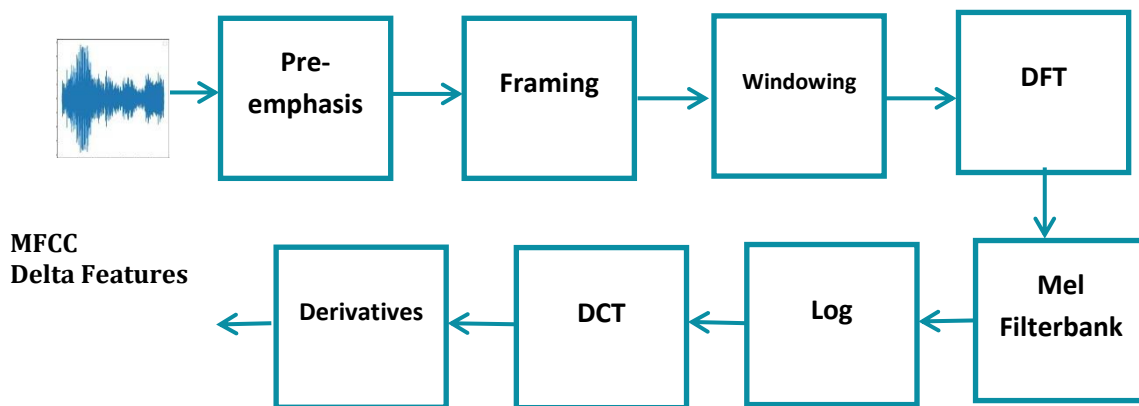 Pre-
emphasis
Framing
Windowing
DFT
MFCC
Delta Features
Derivatives
DCT
Log
Mel
Filterbank